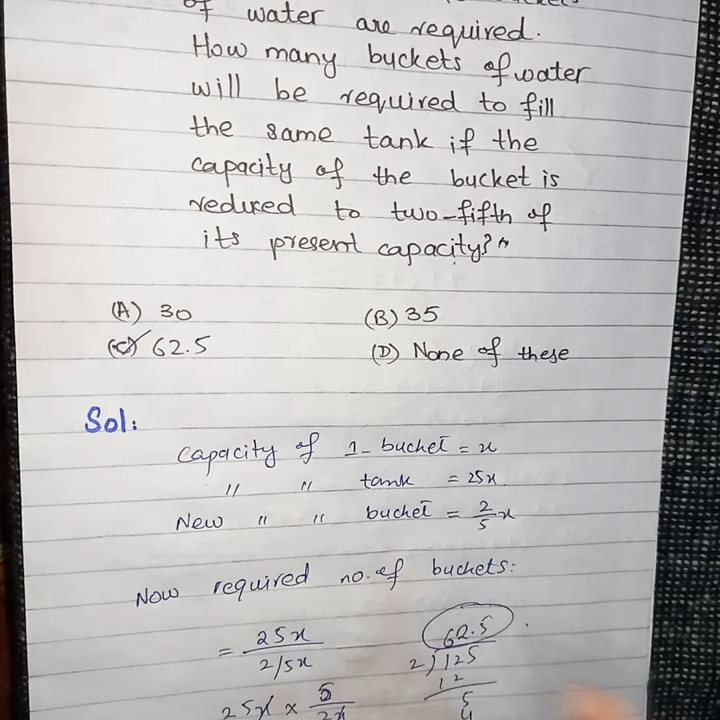 of water are required.
How many buckets of water
will be required to fill
the same tank if the
capacity of the bucket is
reduced to two-fifth of
its present capacity?"
(A) 30 (B) 35
(C) 62.5 (D) None of these
Sol:
Capacity of 1- bucket = x
" " tank = 25x
New " " bucket = 2/5 x
Now required no. of buckets:
= 25x / 2/5x
62.5
2)125
12
5
4
25x × 5/2x